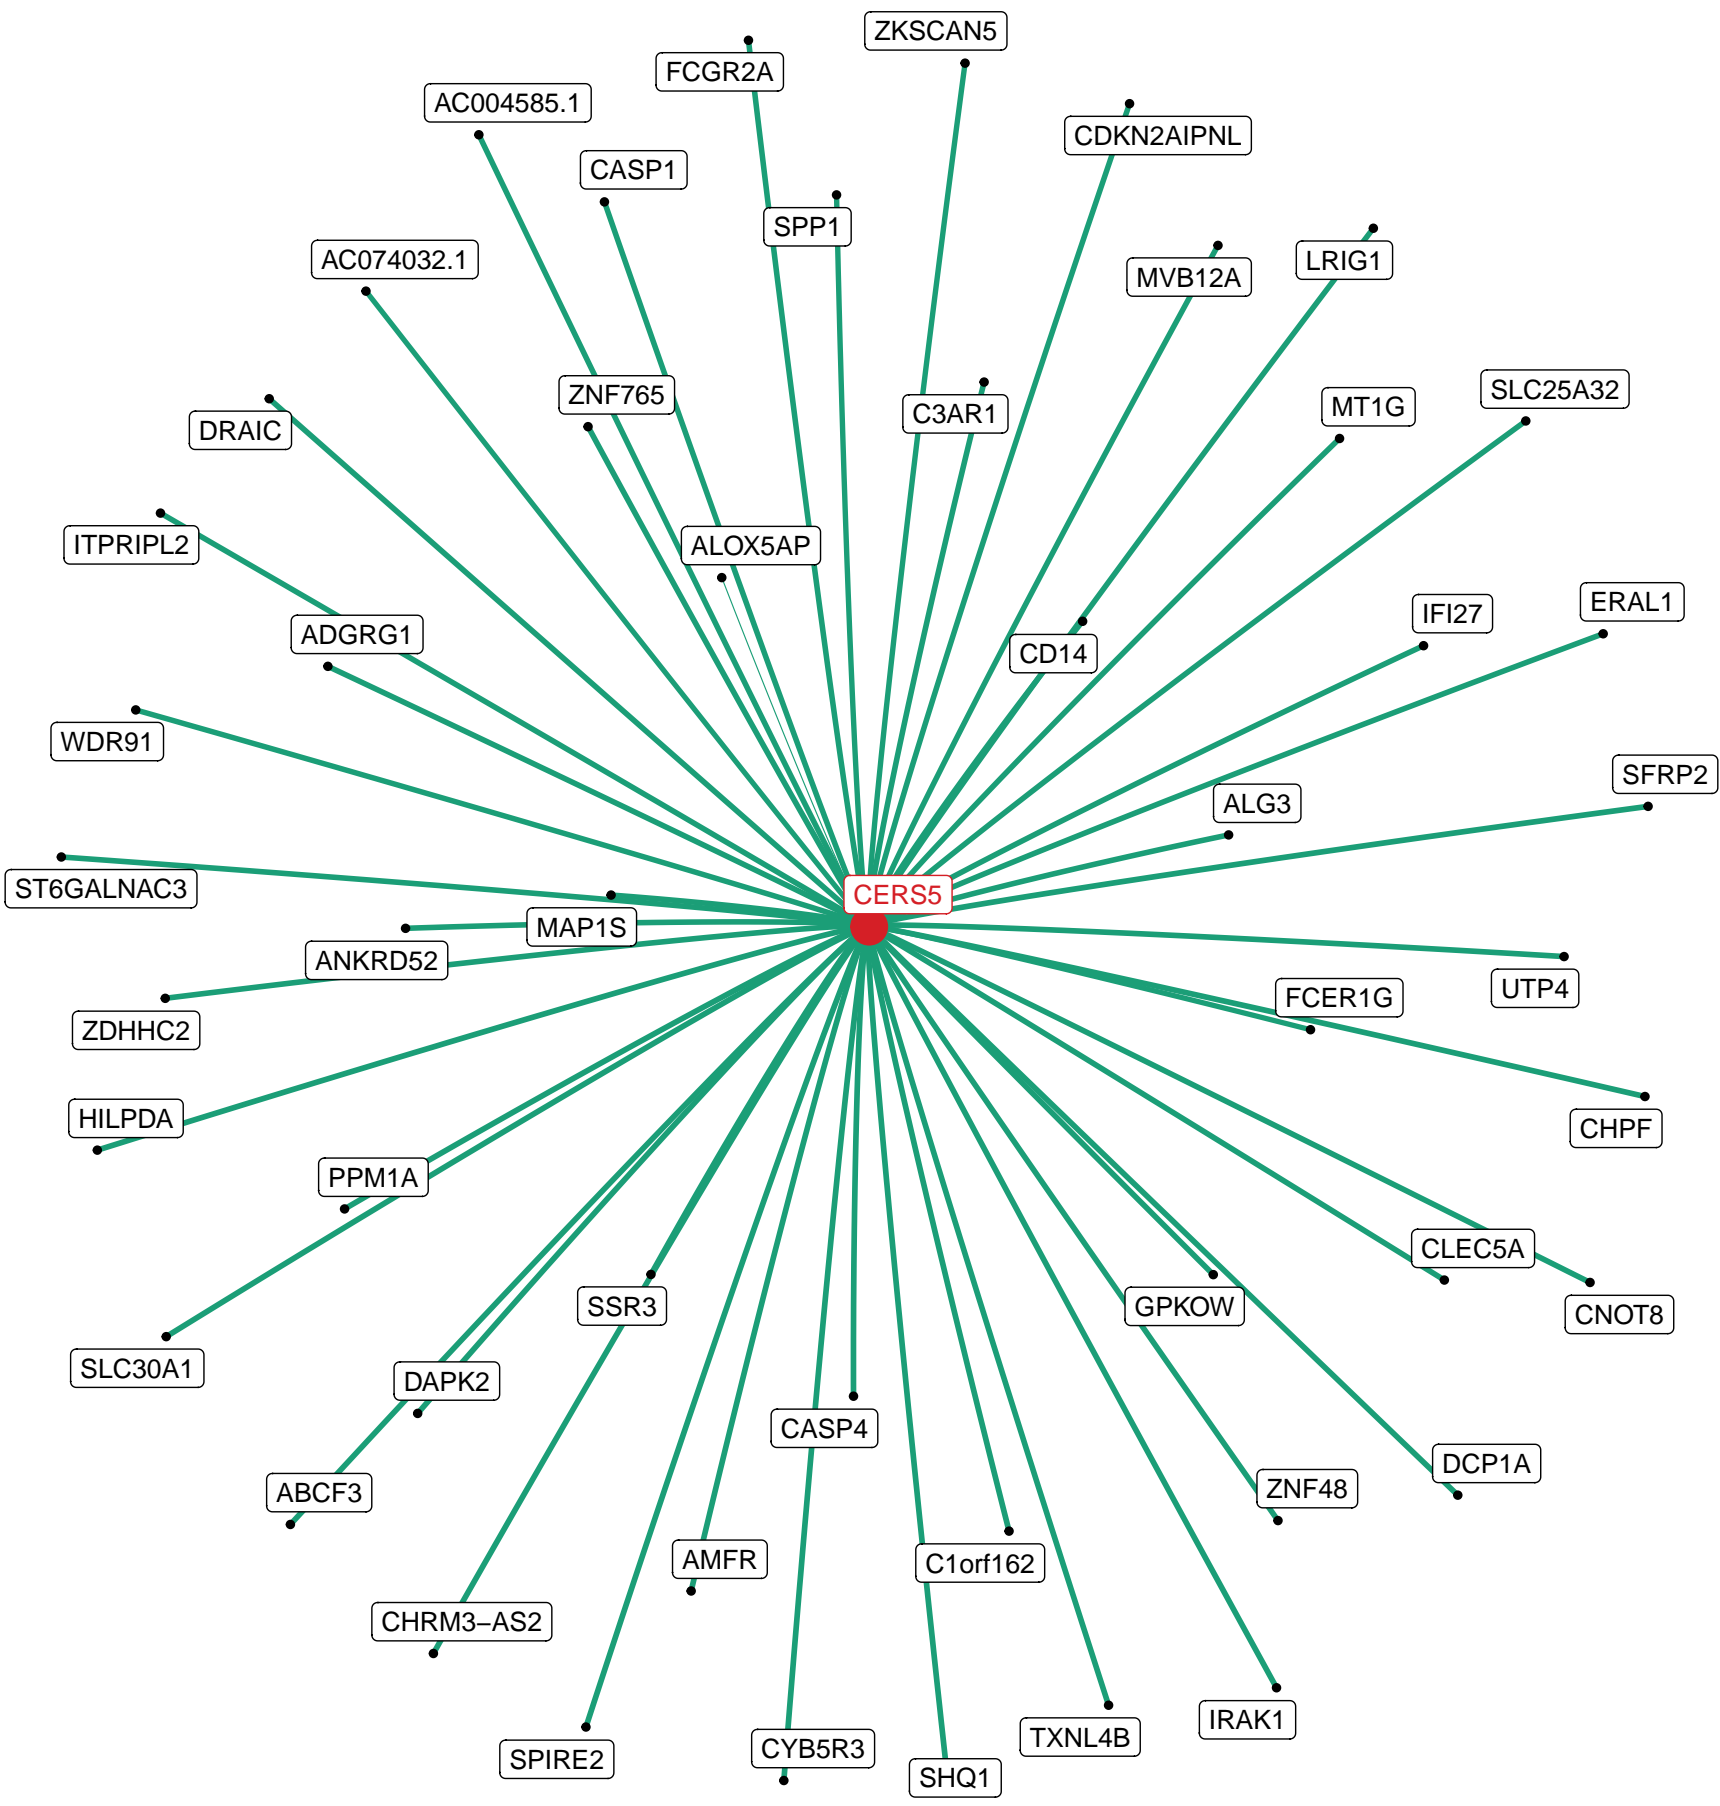 ZKSCAN5
FCGR2A
AC004585.1
CDKN2AIPNL
CASP1
SPP1
AC074032.1
LRIG1
MVB12A
SLC25A32
ZNF765
MT1G
C3AR1
DRAIC
ITPRIPL2
ALOX5AP
ERAL1
IFI27
ADGRG1
CD14
WDR91
SFRP2
ALG3
ST6GALNAC3
CERS5
MAP1S
ANKRD52
UTP4
FCER1G
ZDHHC2
HILPDA
CHPF
PPM1A
CLEC5A
SSR3
GPKOW
CNOT8
SLC30A1
DAPK2
CASP4
DCP1A
ZNF48
ABCF3
AMFR
C1orf162
CHRM3−AS2
IRAK1
TXNL4B
CYB5R3
SPIRE2
SHQ1